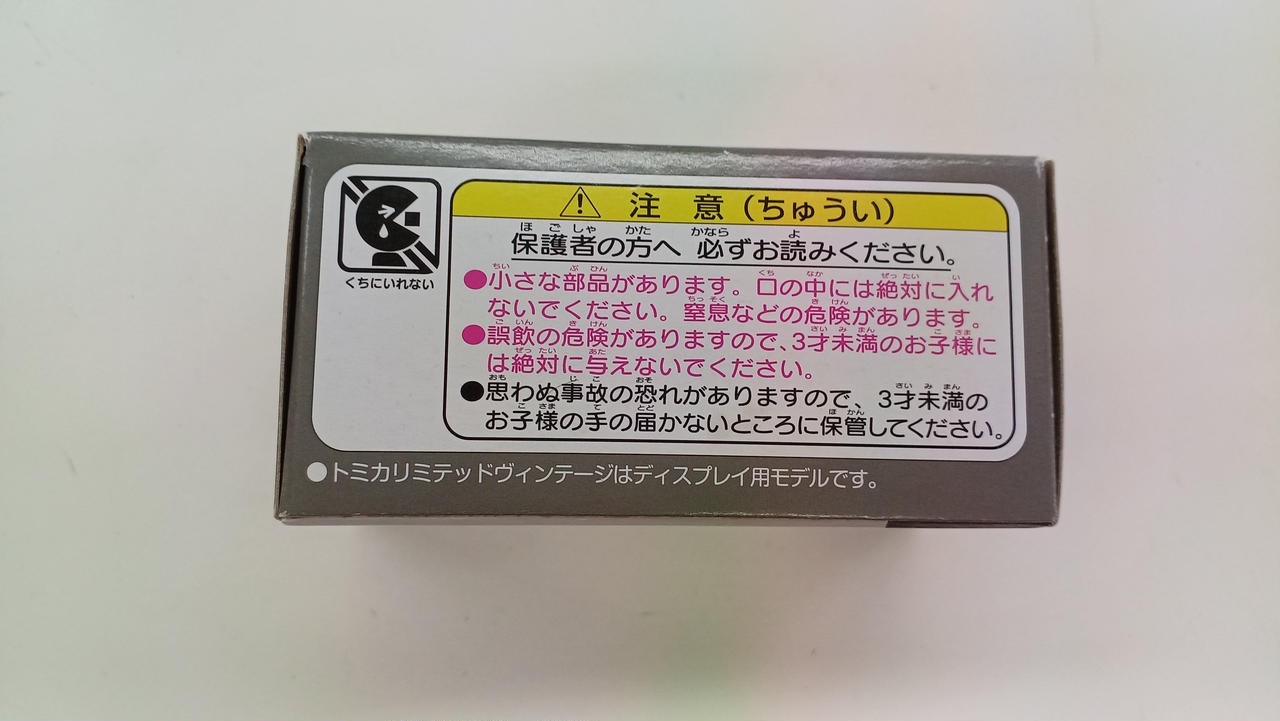 くちにいれない
注 意(ちゅうい)
保護者の方へ 必ずお読みください。
●小さな部品があります。口の中には絶対に入れ
ないでください。窒息などの危険があります。
●誤飲の危険がありますので、3才未満のお子様に
は絶対に与えないでください。
●思わぬ事故の恐れがありますので、3才未満の
お子様の手の届かないところに保管してください。
●トミカリミテッドヴィンテージはディスプレイ用モデルです。